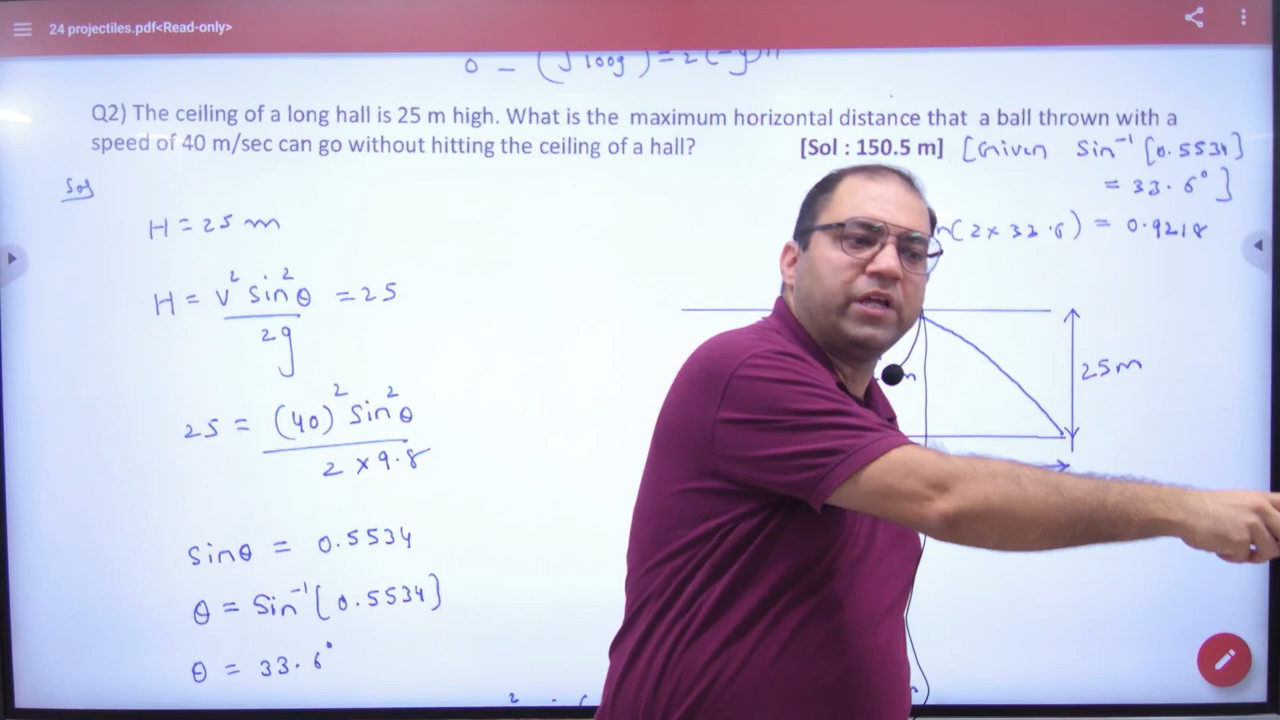 24 projectiles.pdf<Read-only>
0 - (√100g) = 2(-g)H
Q2) The ceiling of a long hall is 25 m high. What is the maximum horizontal distance that a ball thrown with a
speed of 40 m/sec can go without hitting the ceiling of a hall? [Sol : 150.5 m] [Given Sin⁻¹[0.5534]
= 33.6°]
Sol
(2×33.6) = 0.9218
H = 25 m
H = v² sin²θ = 25
2g
25 = (40)² sin²θ
2 × 9.8
25m
m
sinθ = 0.5534
θ = Sin⁻¹[0.5534]
θ = 33.6°